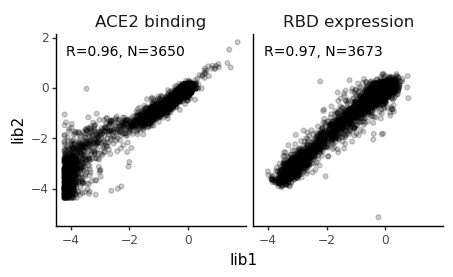 ACE2 binding
RBD expression
R=0.96, N=3650
R=0.97, N=3673
2
0
−2
−4
lib2
−4 −2 0
−4 −2 0
lib1